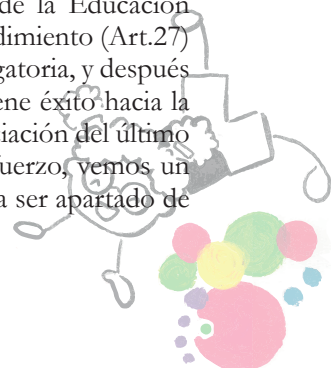 de la Educación
dimiento (Art.27)
gatoria, y después
ene éxito hacia la
iación del último
fuerzo, vemos un
a ser apartado de